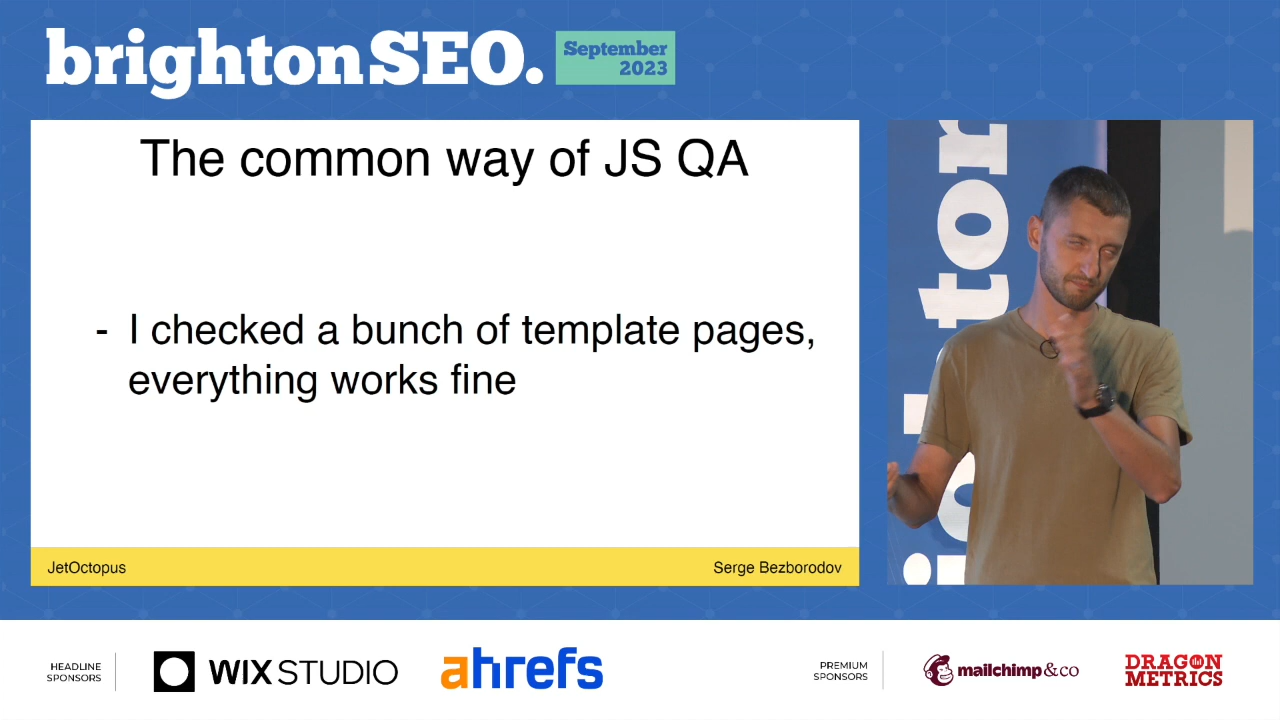 brightonSEO.
September
2023
The common way of JS QA
- I checked a bunch of template pages,
everything works fine
JetOctopus
Serge Bezborodov
HEADLINE
SPONSORS
WIX STUDIO
ahrefs
PREMIUM
SPONSORS
mailchimp&co
DRAGON
METRICS